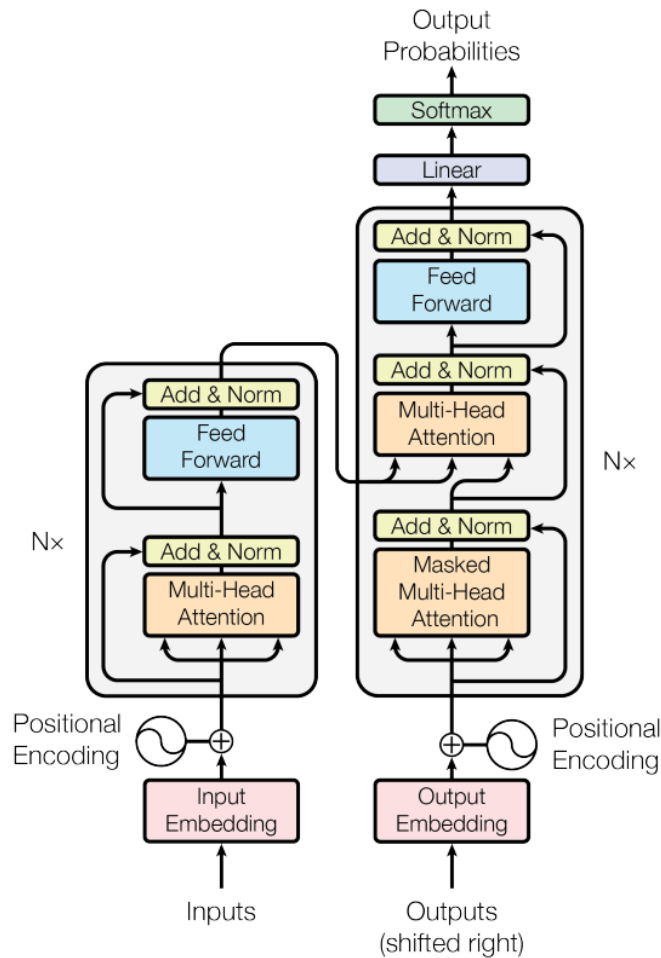 Output
Probabilities
Softmax
Linear
Add & Norm
Feed
Forward
Add & Norm
Multi-Head
Attention
Add & Norm
Masked
Multi-Head
Attention
N×
Add & Norm
Feed
Forward
Add & Norm
Multi-Head
Attention
N×
Positional
Encoding
Positional
Encoding
Input
Embedding
Output
Embedding
Inputs
Outputs
(shifted right)